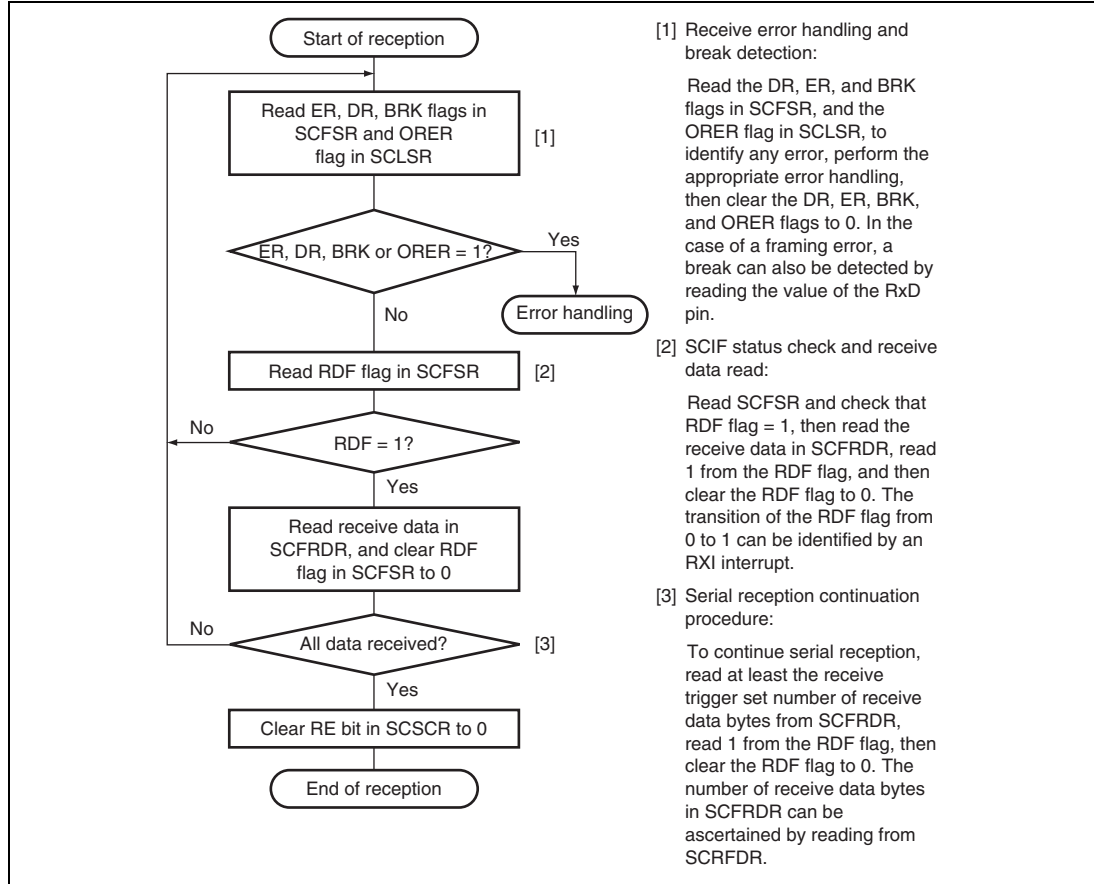 Start of reception
Read ER, DR, BRK flags in
SCFSR and ORER
flag in SCLSR
[1]
ER, DR, BRK or ORER = 1?
Yes
No
Error handling
Read RDF flag in SCFSR
[2]
No
RDF = 1?
Yes
Read receive data in
SCFRDR, and clear RDF
flag in SCFSR to 0
No
All data received?
[3]
Yes
Clear RE bit in SCSCR to 0
End of reception
[1] Receive error handling and
break detection:
Read the DR, ER, and BRK
flags in SCFSR, and the
ORER flag in SCLSR, to
identify any error, perform the
appropriate error handling,
then clear the DR, ER, BRK,
and ORER flags to 0. In the
case of a framing error, a
break can also be detected by
reading the value of the RxD
pin.
[2] SCIF status check and receive
data read:
Read SCFSR and check that
RDF flag = 1, then read the
receive data in SCFRDR, read
1 from the RDF flag, and then
clear the RDF flag to 0. The
transition of the RDF flag from
0 to 1 can be identified by an
RXI interrupt.
[3] Serial reception continuation
procedure:
To continue serial reception,
read at least the receive
trigger set number of receive
data bytes from SCFRDR,
read 1 from the RDF flag, then
clear the RDF flag to 0. The
number of receive data bytes
in SCFRDR can be
ascertained by reading from
SCRFDR.